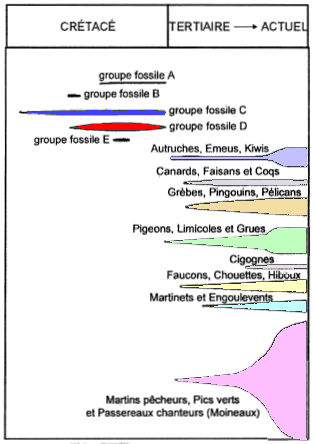 CRÉTACÉ
TERTIAIRE → ACTUEL
groupe fossile A
groupe fossile B
groupe fossile C
groupe fossile D
groupe fossile E
Autruches, Emeus, Kiwis
Canards, Faisans et Coqs
Grèbes, Pingouins, Pélicans
Pigeons, Limicoles et Grues
Cigognes
Faucons, Chouettes, Hiboux
Martinets et Engoulevents
Martins pêcheurs, Pics verts
et Passereaux chanteurs (Moineaux)